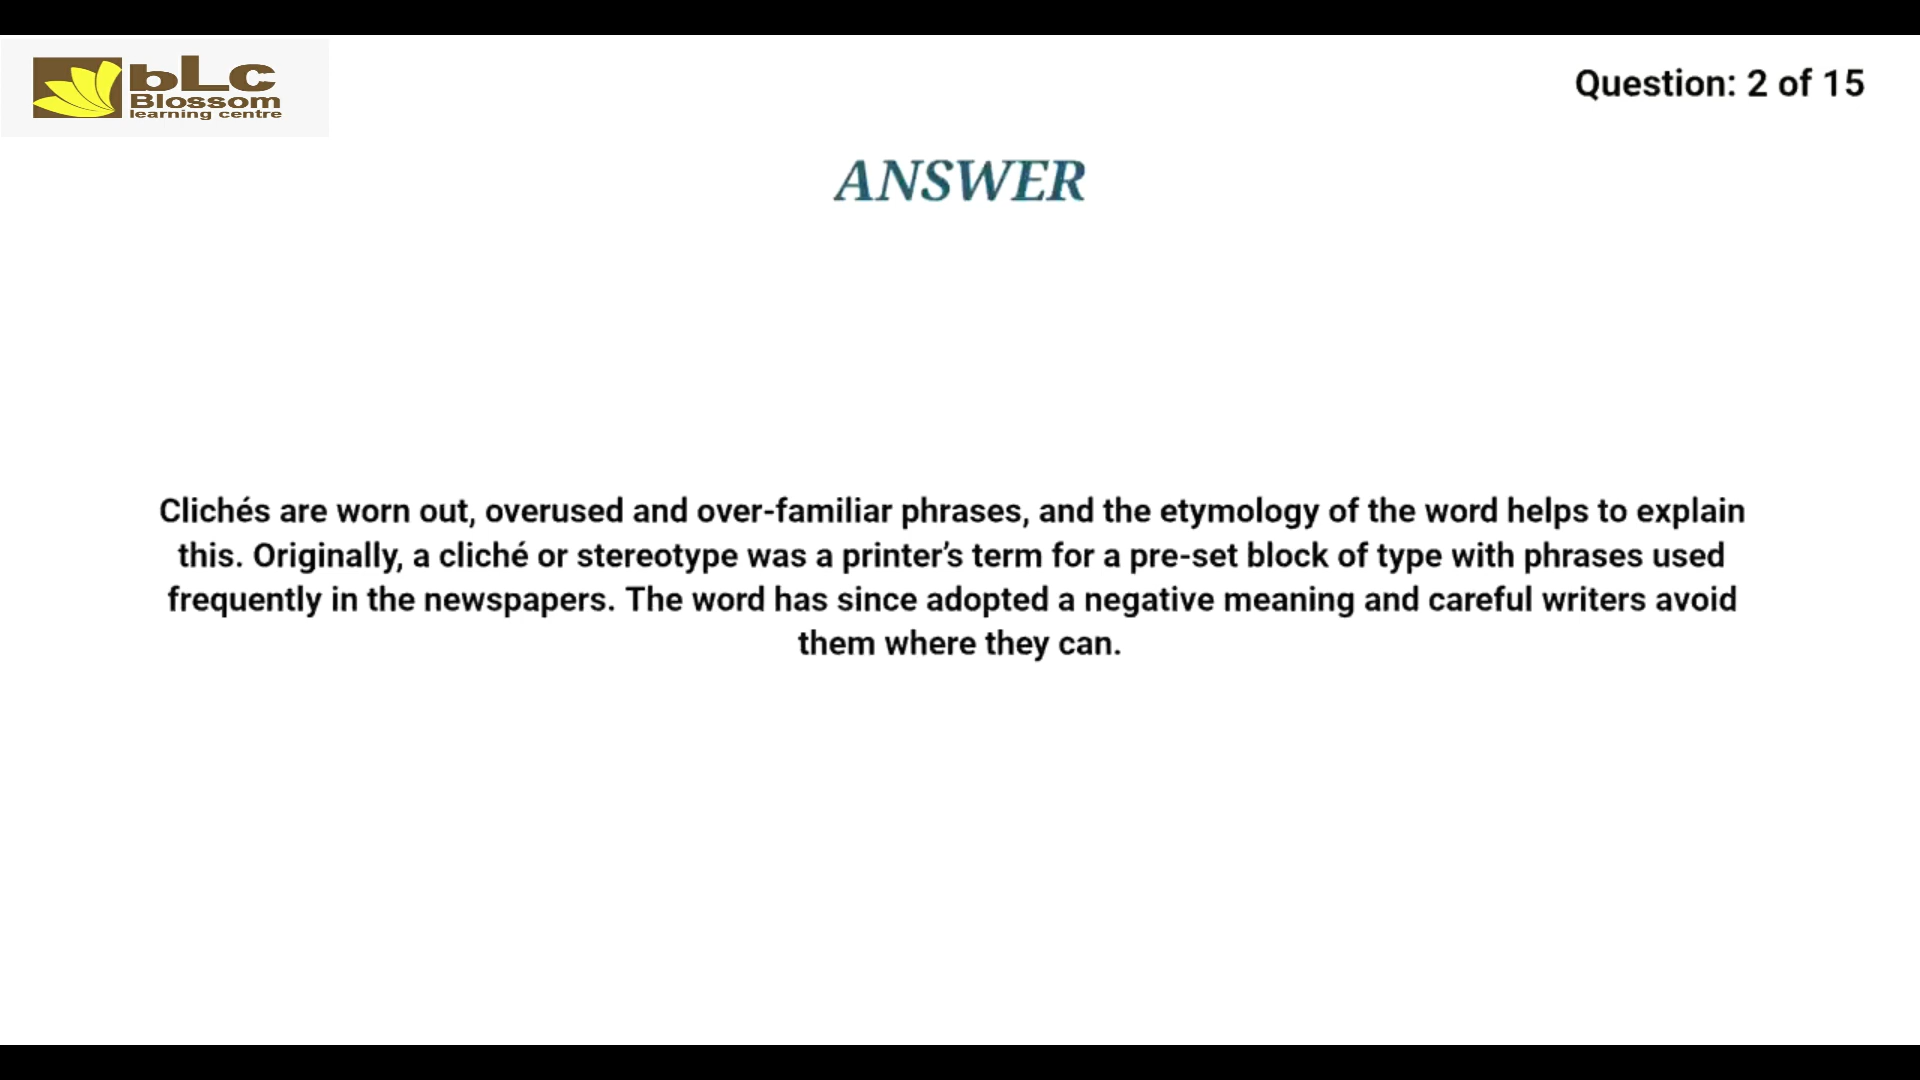 bLc
Blossom
learning centre
Question: 2 of 15
ANSWER
Clichés are worn out, overused and over-familiar phrases, and the etymology of the word helps to explain
this. Originally, a cliché or stereotype was a printer’s term for a pre-set block of type with phrases used
frequently in the newspapers. The word has since adopted a negative meaning and careful writers avoid
them where they can.